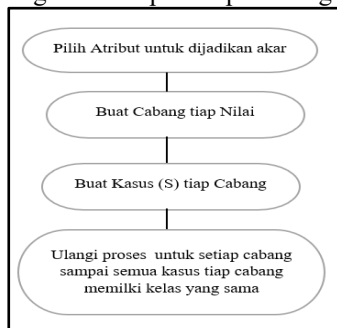 Pilih Atribut untuk dijadikan akar
Buat Cabang tiap Nilai
Buat Kasus (S) tiap Cabang
Ulangi proses untuk setiap cabang
sampai semua kasus tiap cabang
memilki kelas yang sama